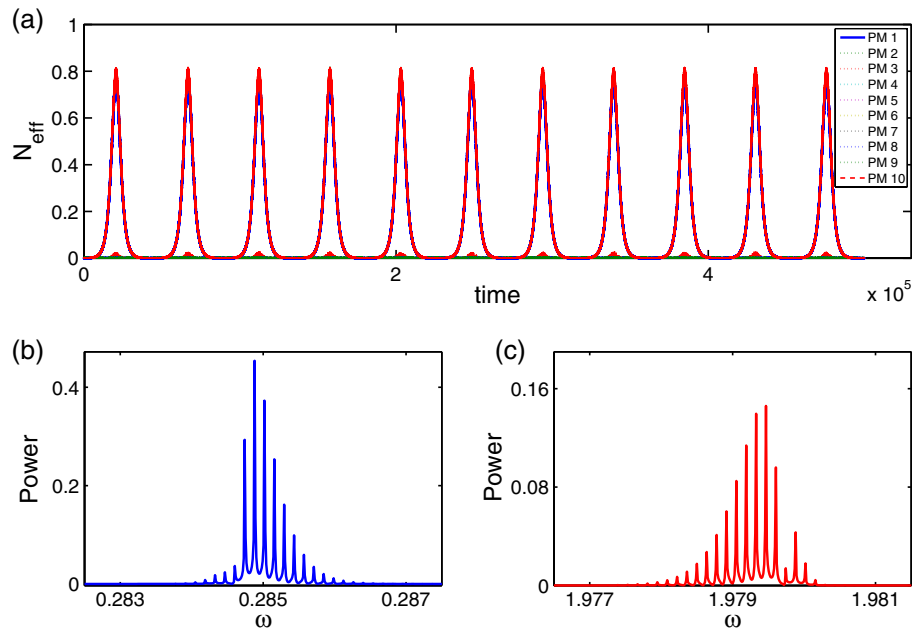 (a)
1
0.8
0.6
0.4
0.2
0
N_eff
0
2
4
x 10^5
time
PM 1
PM 2
PM 3
PM 4
PM 5
PM 6
PM 7
PM 8
PM 9
PM 10
(b)
0.4
0.2
0
Power
0.283
0.285
0.287
ω
(c)
0.16
0.08
0
Power
1.977
1.979
1.981
ω